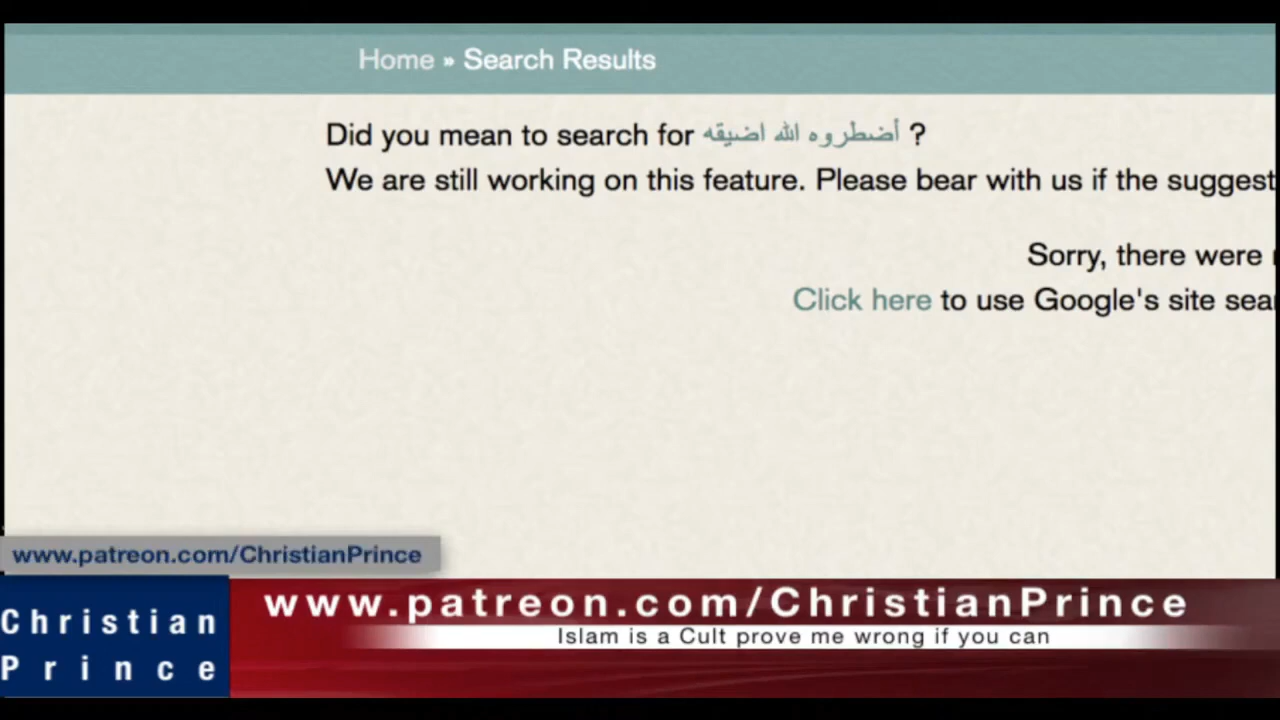 Home » Search Results
Did you mean to search for أضطروه الله اضيقه ?
We are still working on this feature. Please bear with us if the suggest
Sorry, there were
Click here to use Google's site sear
www.patreon.com/ChristianPrince
Christian
Prince
www.patreon.com/ChristianPrince
Islam is a Cult prove me wrong if you can